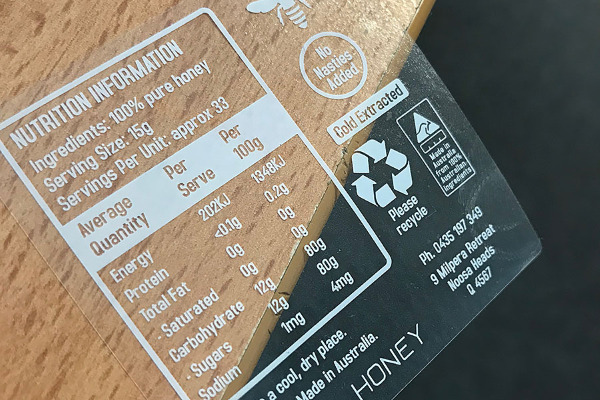 NUTRITION INFORMATION
Ingredients: 100% pure honey
Serving Size: 15g
Servings Per Unit: approx 33
Average Quantity Per Serve Per 100g
Energy 202KJ 1348KJ
Protein <0.1g 0.2g
Total Fat 0g 0g
- Saturated 0g 0g
Carbohydrate 12g 80g
- Sugars 12g 80g
Sodium 1mg 4mg
No
Nasties
Added
Cold Extracted
Please
recycle
Made in
Australia
from 100%
Australian
ingredients
Ph. 0435 197 349
9 Milpera Retreat
Noosa Heads
Q 4567
a cool, dry place.
Made in Australia.
HONEY